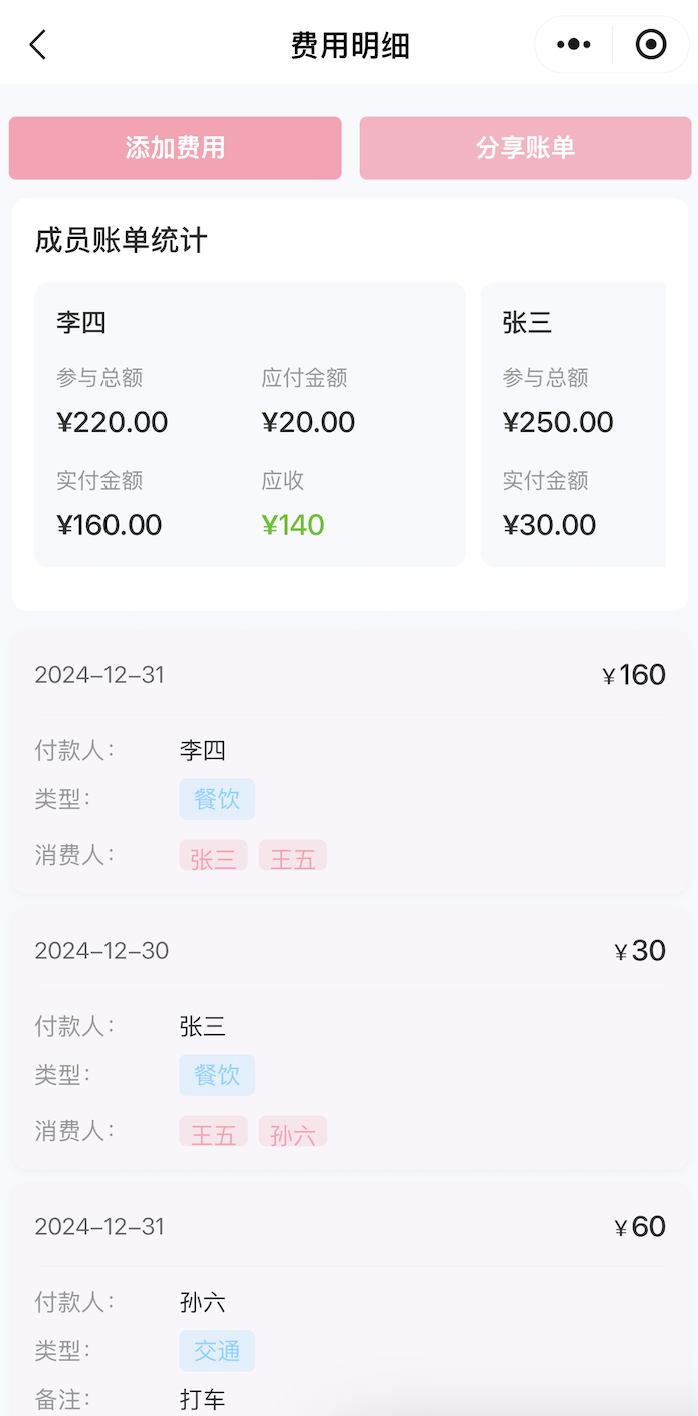 费用明细
添加费用 分享账单
成员账单统计
李四 张三
参与总额 应付金额 参与总额
¥220.00 ¥20.00 ¥250.00
实付金额 应收 实付金额
¥160.00 ¥140 ¥30.00
2024-12-31 ¥160
付款人: 李四
类型: 餐饮
消费人: 张三 王五
2024-12-30 ¥30
付款人: 张三
类型: 餐饮
消费人: 王五 孙六
2024-12-31 ¥60
付款人: 孙六
类型: 交通
备注: 打车